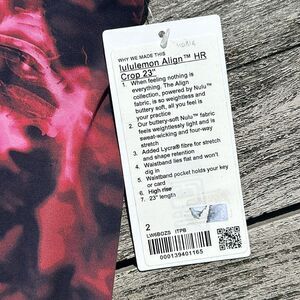 WHY WE MADE THIS
lululemon Align™ HR
Crop 23"
1. When feeling nothing is
everything. The Align
collection, powered by Nulu™
fabric, is so weightless and
buttery soft, all you feel is
your practice
2. Our buttery-soft Nulu™ fabric
feels weightlessly light and is
sweat-wicking and four-way
stretch
3. Added Lycra® fibre for stretch
and shape retention
4. Waistband lies flat and won't
dig in
5. Waistband pocket holds your key
or card
6. High rise
7. 23" length
2
LW6BOZS ITPB
000139401165